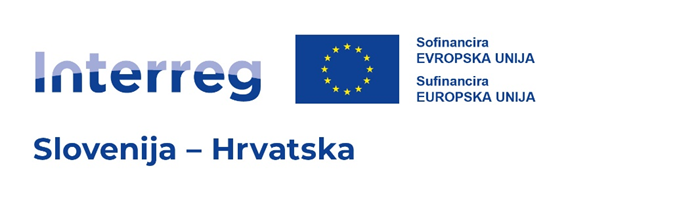 Interreg
Sofinancira
EVROPSKA UNIJA
Sufinancira
EUROPSKA UNIJA
Slovenija – Hrvatska